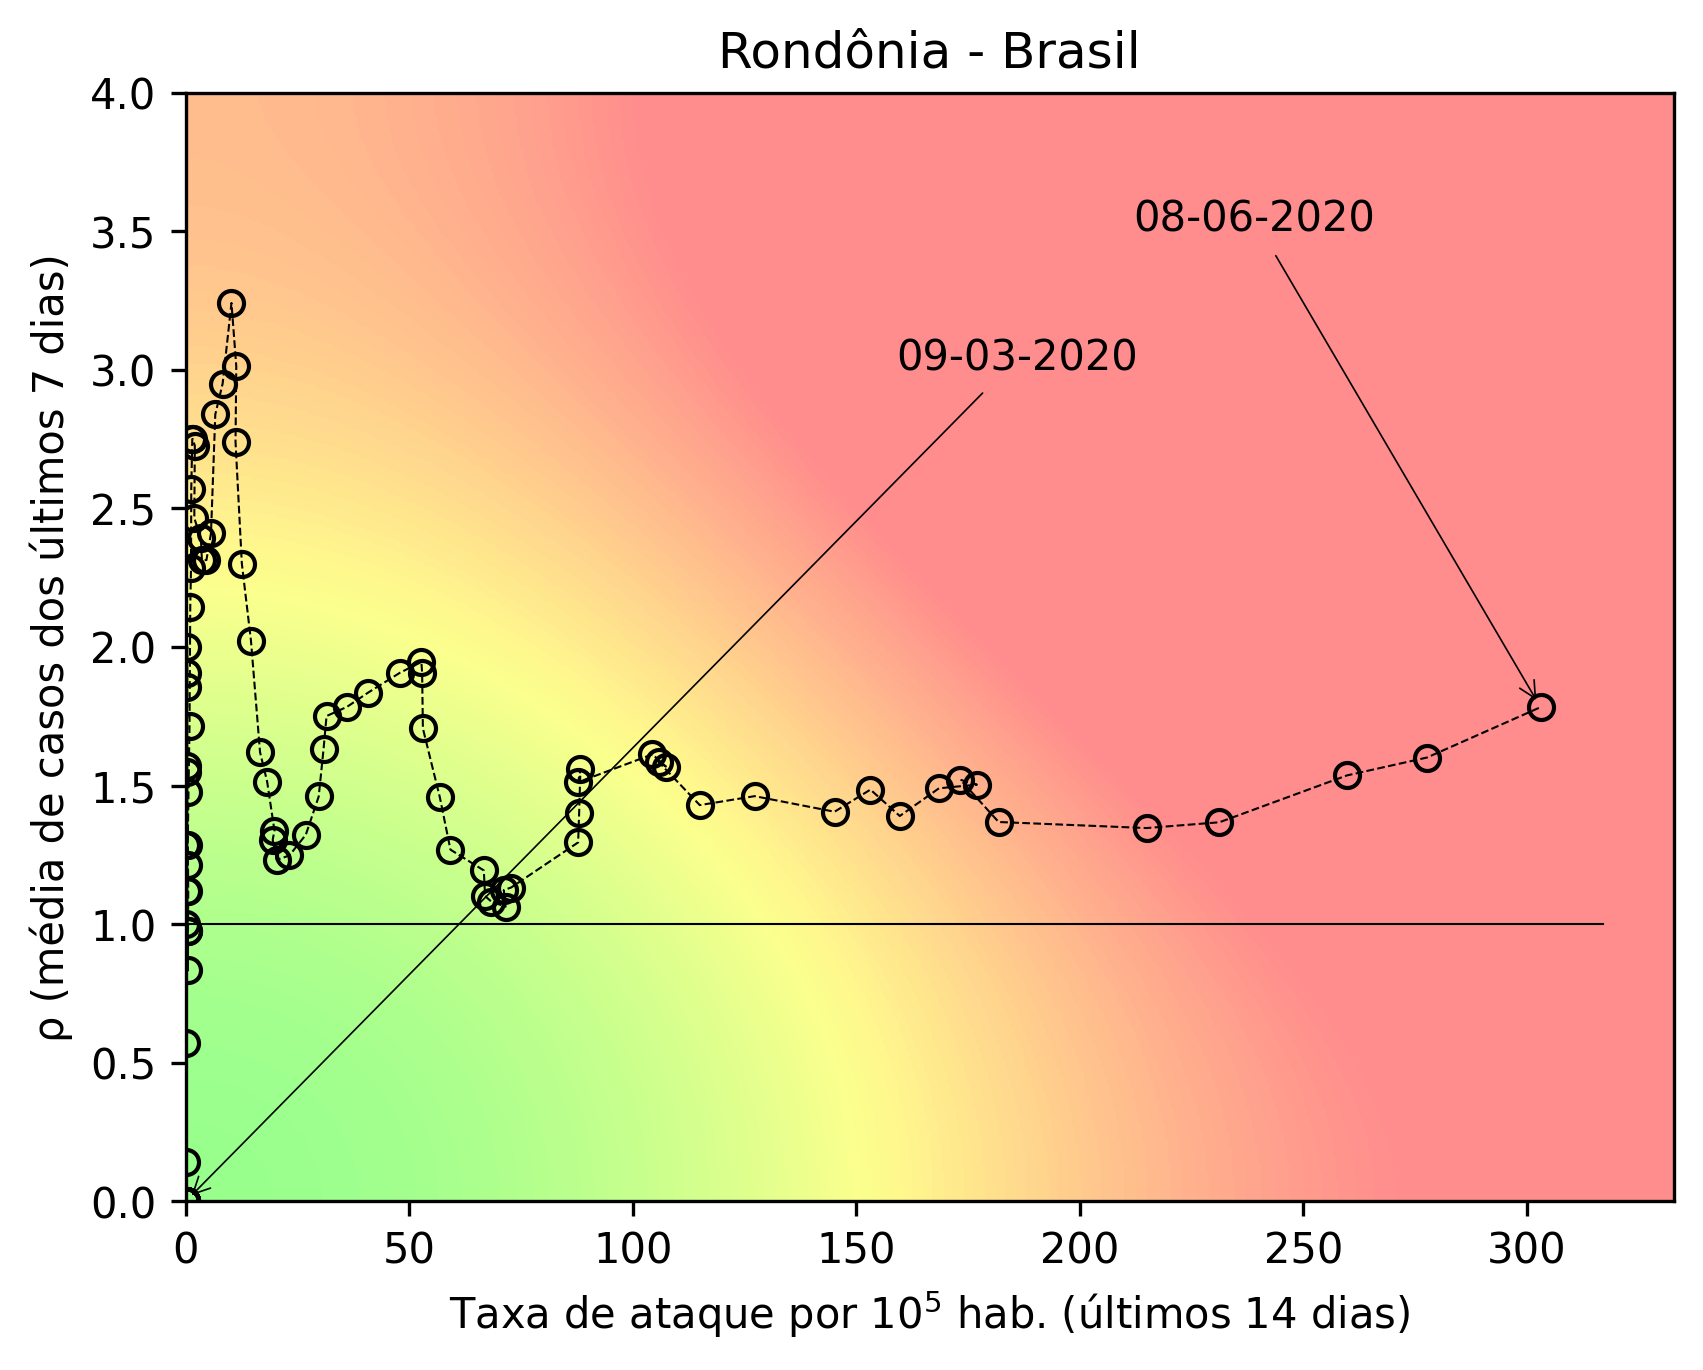 Rondônia - Brasil
4.0
3.5
3.0
2.5
2.0
1.5
1.0
0.5
0.0
ρ (média de casos dos últimos 7 dias)
08-06-2020
09-03-2020
0 50 100 150 200 250 300
Taxa de ataque por 10⁵ hab. (últimos 14 dias)